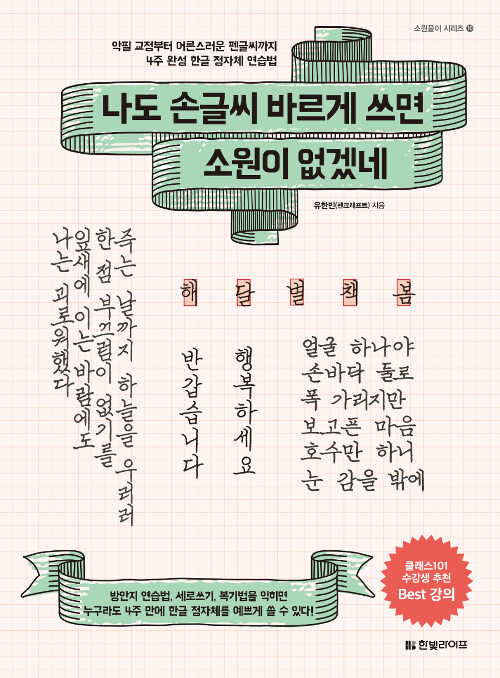 소원풀이 시리즈
악필 교정부터 어른스러운 펜글씨까지
4주 완성 한글 정자체 연습법
나도 손글씨 바르게 쓰면
소원이 없겠네
유한빈(펜크래프트) 지음
죽는 날까지 하늘을 우러러
한 점 부끄럼이 없기를
잎새에 이는 바람에도
나는 괴로워했다
해 달 별 책 봄
반갑습니다
행복하세요
얼굴 하나야
손바닥 둘로
폭 가리지만
보고픈 마음
호수만 하니
눈 감을 밖에
클래스101
수강생 추천
Best 강의
방안지 연습법, 세로쓰기, 복기법을 익히면
누구라도 4주 만에 한글 정자체를 예쁘게 쓸 수 있다!
한빛라이프